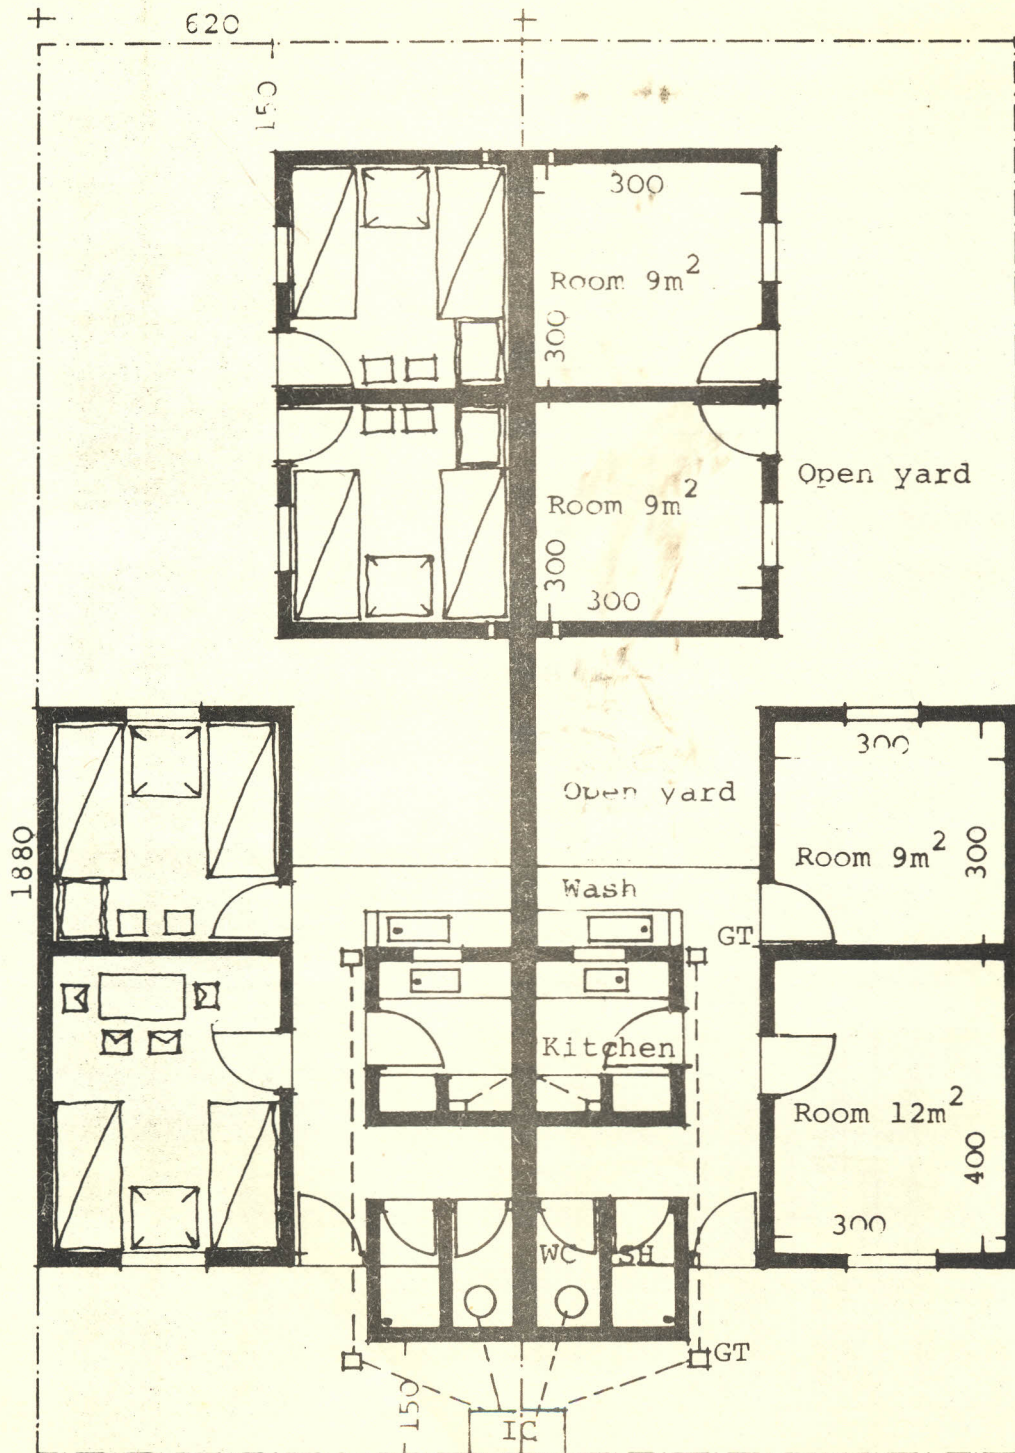 620
150
300
Room 9m²
300
Open yard
Room 9m²
300
300
300
Open yard
1880
Room 9m²
300
Wash
GT
Kitchen
Room 12m²
400
300
WC
SH
GT
150
IC